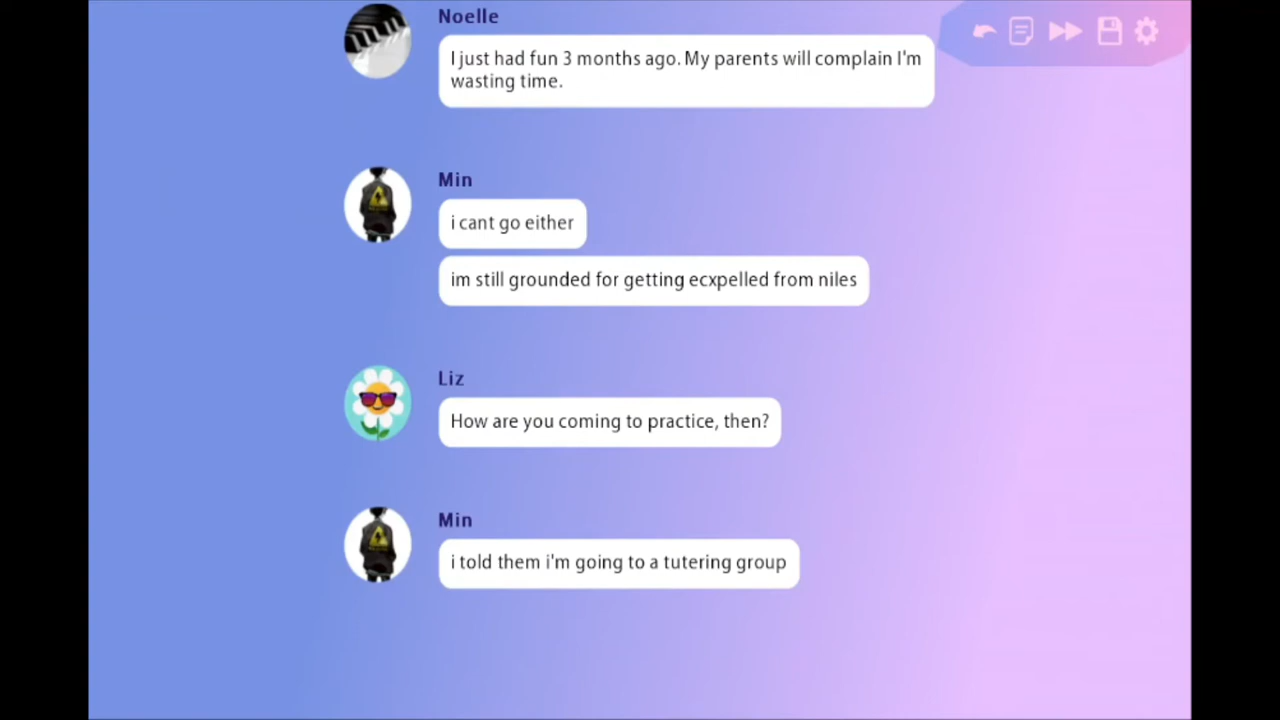 Noelle
I just had fun 3 months ago. My parents will complain I'm
wasting time.
Min
i cant go either
im still grounded for getting ecxpelled from niles
Liz
How are you coming to practice, then?
Min
i told them i'm going to a tutering group